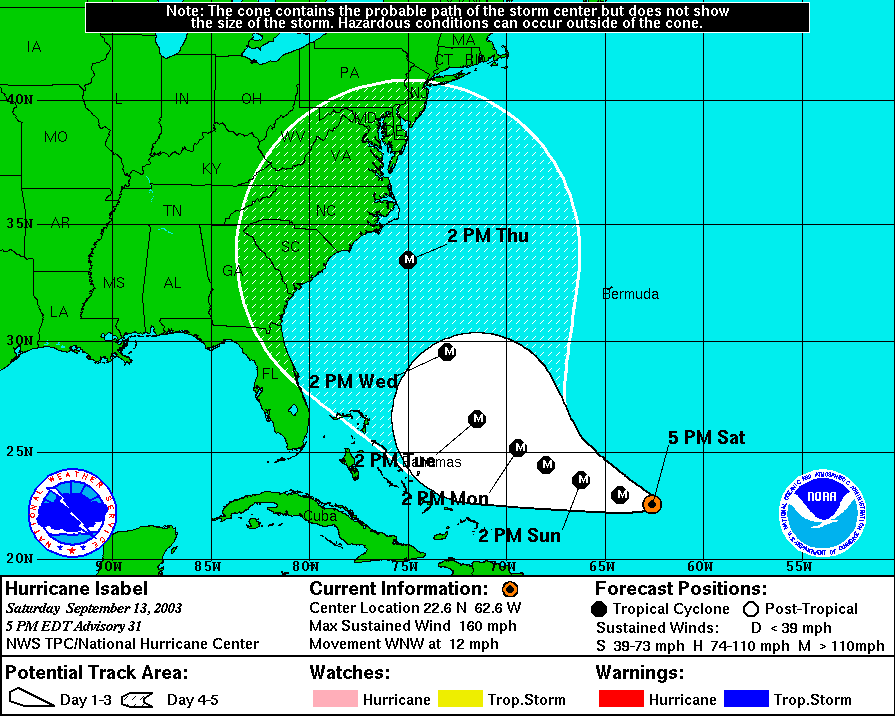 Note: The cone contains the probable path of the storm center but does not show
the size of the storm. Hazardous conditions can occur outside of the cone.
IA
MA
CT RI
PA
NJ
40N
IL IN OH
MD
DE
MO
WV
VA
KY
35N
TN
NC
AR
SC
2 PM Thu
MS AL GA
M
Bermuda
LA
30N
M
FL
2 PM Wed
M
5 PM Sat
25N
M
2 PM Tue
Bahamas
M
M
2 PM Mon
M
Cuba
2 PM Sun
NATIONAL WEATHER SERVICE
NOAA
20N
90W 85W 80W 75W 70W 65W 60W 55W
Hurricane Isabel
Saturday September 13, 2003
5 PM EDT Advisory 31
NWS TPC/National Hurricane Center
Current Information:
Center Location 22.6 N 62.6 W
Max Sustained Wind 160 mph
Movement WNW at 12 mph
Forecast Positions:
Tropical Cyclone Post-Tropical
Sustained Winds: D < 39 mph
S 39-73 mph H 74-110 mph M > 110mph
Potential Track Area:
Day 1-3 Day 4-5
Watches:
Hurricane Trop.Storm
Warnings:
Hurricane Trop.Storm